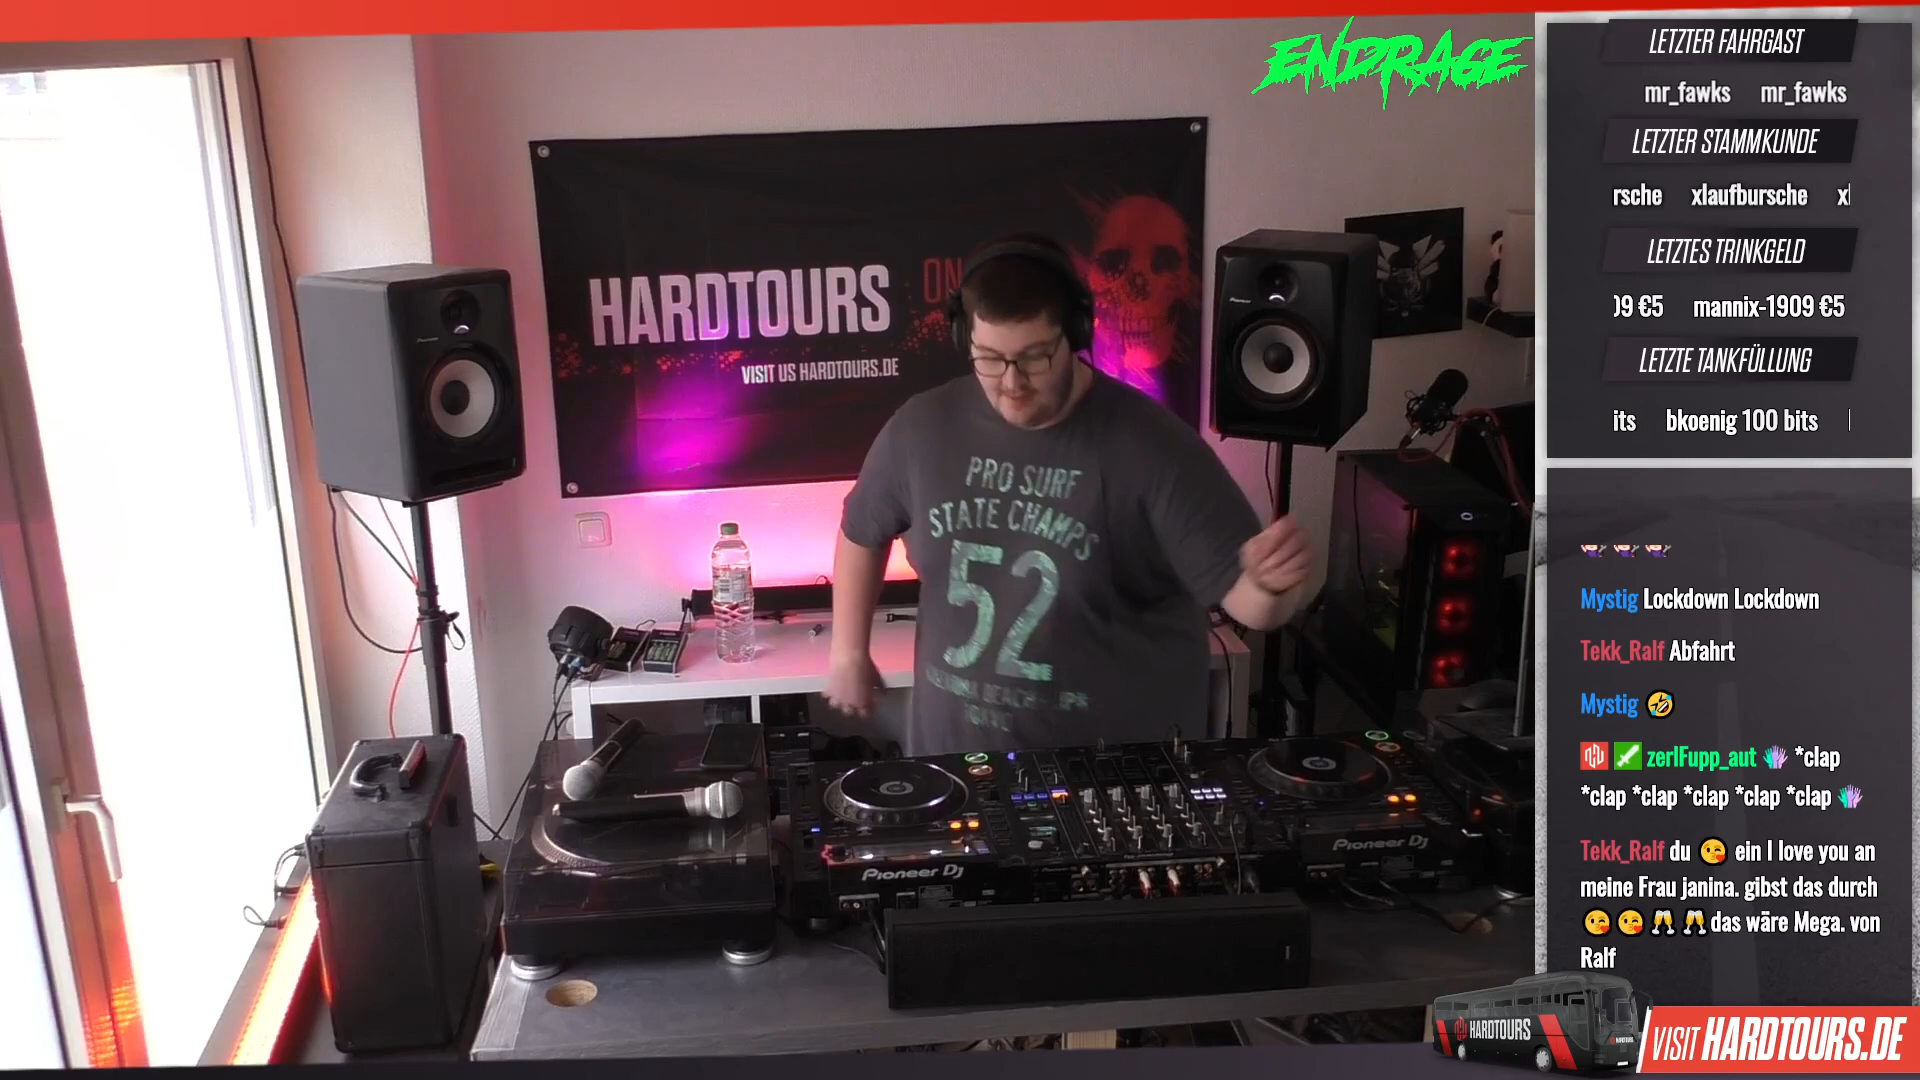 ENDRAGE
HARDTOURS
ON
VISIT US HARDTOURS.DE
PRO SURF
STATE CHAMPS
52
Pioneer DJ
Pioneer DJ
LETZTER FAHRGAST
mr_fawks mr_fawks
LETZTER STAMMKUNDE
rsche xlaufbursche xl
LETZTES TRINKGELD
09 €5 mannix-1909 €5
LETZTE TANKFÜLLUNG
its bkoenig 100 bits
Mystig Lockdown Lockdown
Tekk_Ralf Abfahrt
Mystig 🤣
zerlFupp_aut 👏 *clap
*clap *clap *clap *clap *clap 👏
Tekk_Ralf du 😘 ein I love you an
meine Frau janina. gibst das durch
😘 😘 🥂 🥂 das wäre Mega. von
Ralf
HARDTOURS
VISIT HARDTOURS.DE